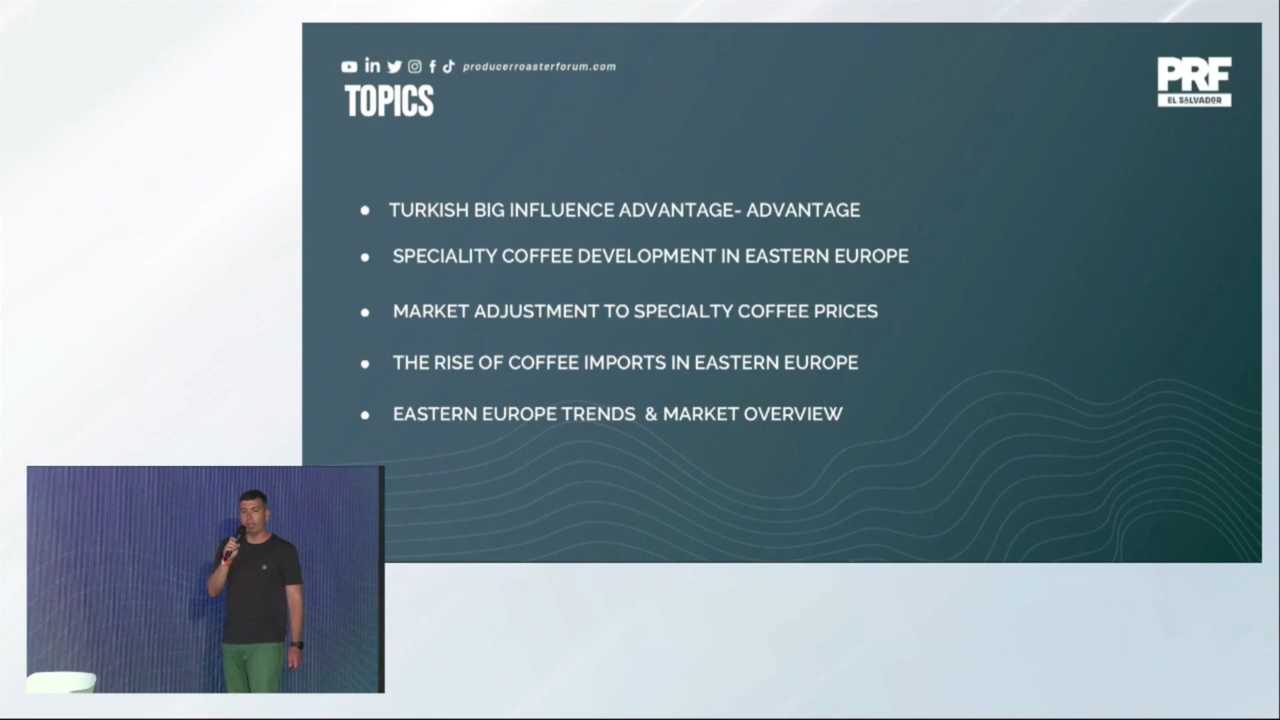 producerroasterforum.com
TOPICS
PRF
EL SALVADOR
TURKISH BIG INFLUENCE ADVANTAGE- ADVANTAGE
SPECIALITY COFFEE DEVELOPMENT IN EASTERN EUROPE
MARKET ADJUSTMENT TO SPECIALTY COFFEE PRICES
THE RISE OF COFFEE IMPORTS IN EASTERN EUROPE
EASTERN EUROPE TRENDS & MARKET OVERVIEW